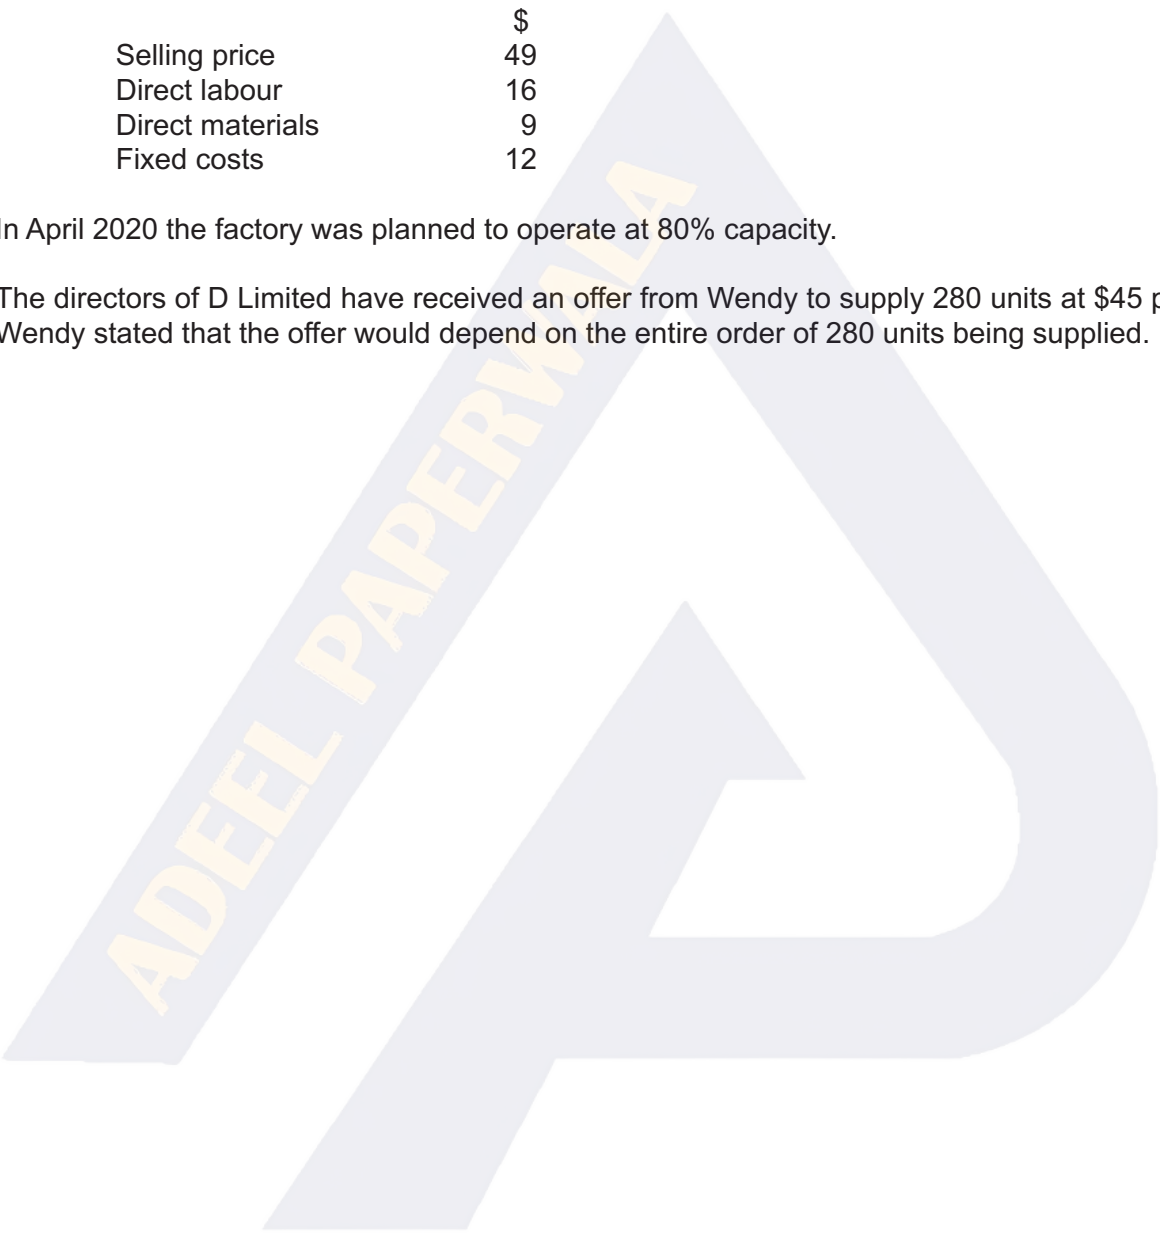 $
Selling price 49
Direct labour 16
Direct materials 9
Fixed costs 12
In April 2020 the factory was planned to operate at 80% capacity.
The directors of D Limited have received an offer from Wendy to supply 280 units at $45 p
Wendy stated that the offer would depend on the entire order of 280 units being supplied.
ADEEL PAPERWALA